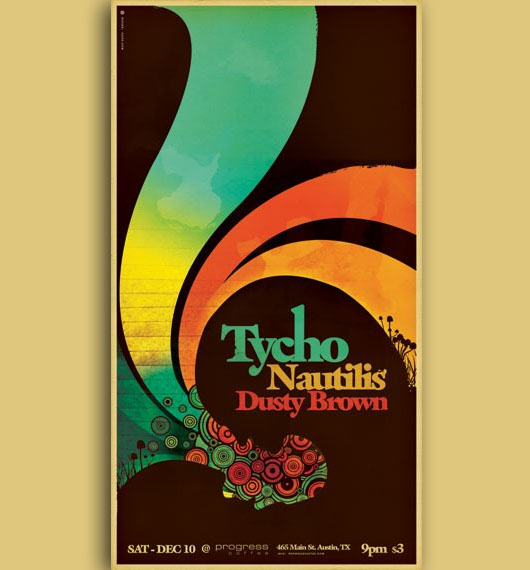 Tycho
Nautilis
Dusty Brown
SAT - DEC 10 @ progress coffee 465 Main St. Austin, TX 9pm $3